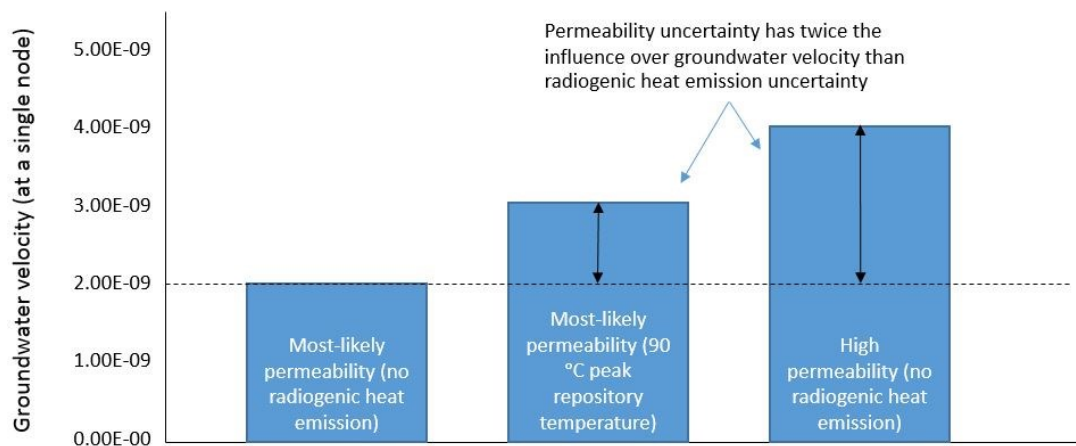 Groundwater velocity (at a single node)
5.00E-09
4.00E-09
3.00E-09
2.00E-09
1.00E-09
0.00E-00
Permeability uncertainty has twice the
influence over groundwater velocity than
radiogenic heat emission uncertainty
Most-likely
permeability (no
radiogenic heat
emission)
Most-likely
permeability (90
°C peak
repository
temperature)
High
permeability (no
radiogenic heat
emission)